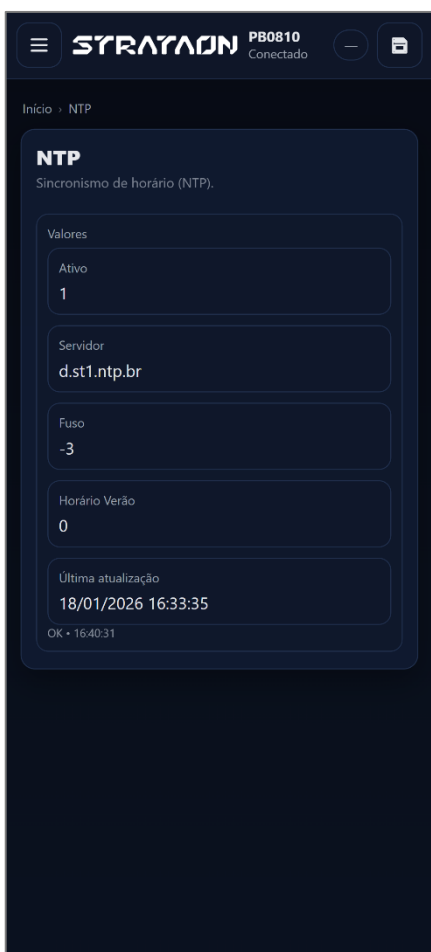 STRATAON
PB0810
Conectado
—
Início › NTP
NTP
Sincronismo de horário (NTP).
Valores
Ativo
1
Servidor
d.st1.ntp.br
Fuso
-3
Horário Verão
0
Última atualização
18/01/2026 16:33:35
OK • 16:40:31